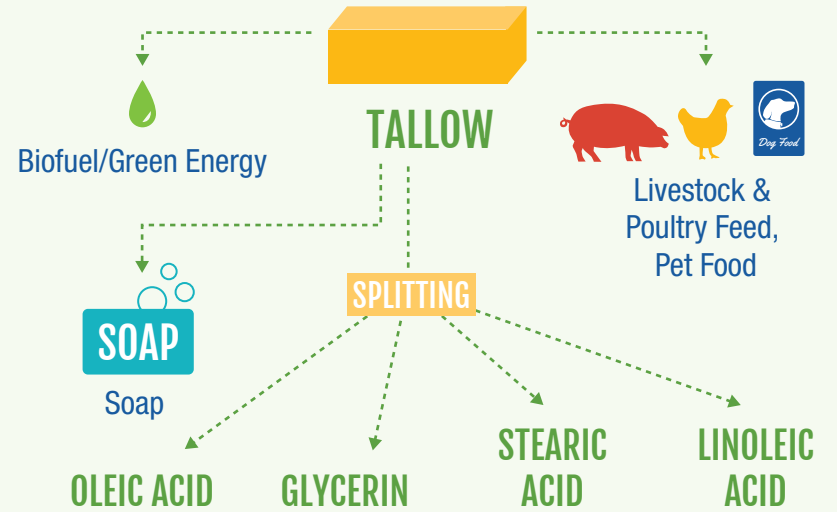 TALLOW
Biofuel/Green Energy
Dog Food
Livestock &
Poultry Feed,
Pet Food
SPLITTING
SOAP
Soap
OLEIC ACID
GLYCERIN
STEARIC
ACID
LINOLEIC
ACID